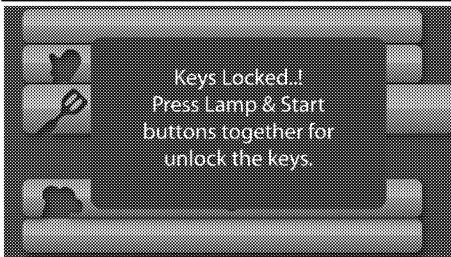 Keys Locked..!
Press Lamp & Start
buttons together for
unlock the keys.